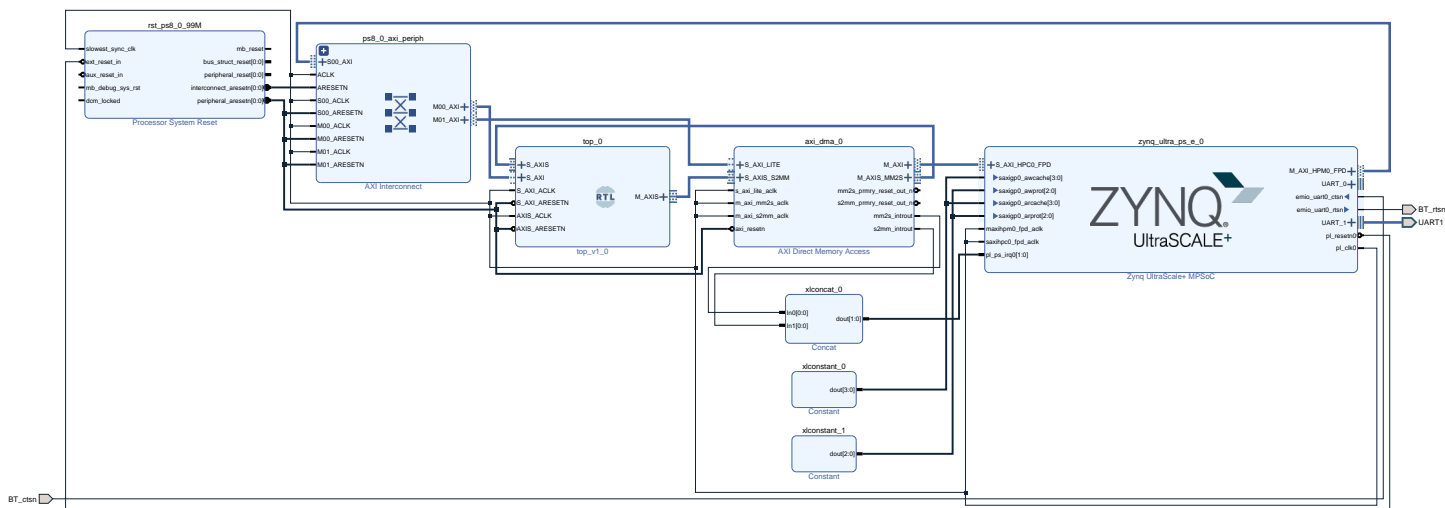 rst_ps8_0_99M
slowest_sync_clk
ext_reset_in
aux_reset_in
mb_debug_sys_rst
dcm_locked
mb_reset
bus_struct_reset[0:0]
peripheral_reset[0:0]
interconnect_aresetn[0:0]
peripheral_aresetn[0:0]
Processor System Reset
ps8_0_axi_periph
S00_AXI
ACLK
ARESETN
S00_ACLK
S00_ARESETN
M00_ACLK
M00_ARESETN
M01_ACLK
M01_ARESETN
M00_AXI
M01_AXI
AXI Interconnect
top_0
S_AXIS
S_AXI
S_AXI_ACLK
S_AXI_ARESETN
AXIS_ACLK
AXIS_ARESETN
RTL
M_AXIS
top_v1_0
axi_dma_0
S_AXI_LITE
S_AXIS_S2MM
s_axi_lite_aclk
m_axi_mm2s_aclk
m_axi_s2mm_aclk
axi_resetn
M_AXI
M_AXIS_MM2S
mm2s_prmry_reset_out_n
s2mm_prmry_reset_out_n
mm2s_introut
s2mm_introut
AXI Direct Memory Access
zynq_ultra_ps_e_0
S_AXI_HPC0_FPD
saxigp0_awcache[3:0]
saxigp0_awprot[2:0]
saxigp0_arcache[3:0]
saxigp0_arprot[2:0]
maxihpm0_fpd_aclk
saxihpc0_fpd_aclk
pl_ps_irq0[1:0]
ZYNQ
UltraSCALE+
M_AXI_HPM0_FPD
UART_0
emio_uart0_ctsn
emio_uart0_rtsn
UART_1
pl_resetn0
pl_clk0
Zynq UltraScale+ MPSoC
BT_rtsn
UART1
xlconcat_0
In0[0:0]
In1[0:0]
dout[1:0]
Concat
xlconstant_0
dout[3:0]
Constant
xlconstant_1
dout[2:0]
Constant
BT_ctsn